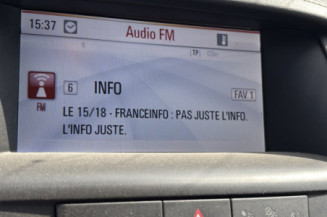 15:37 Audio FM
TP
6 INFO FAV 1
FM
LE 15/18 - FRANCEINFO : PAS JUSTE L'INFO.
L'INFO JUSTE.